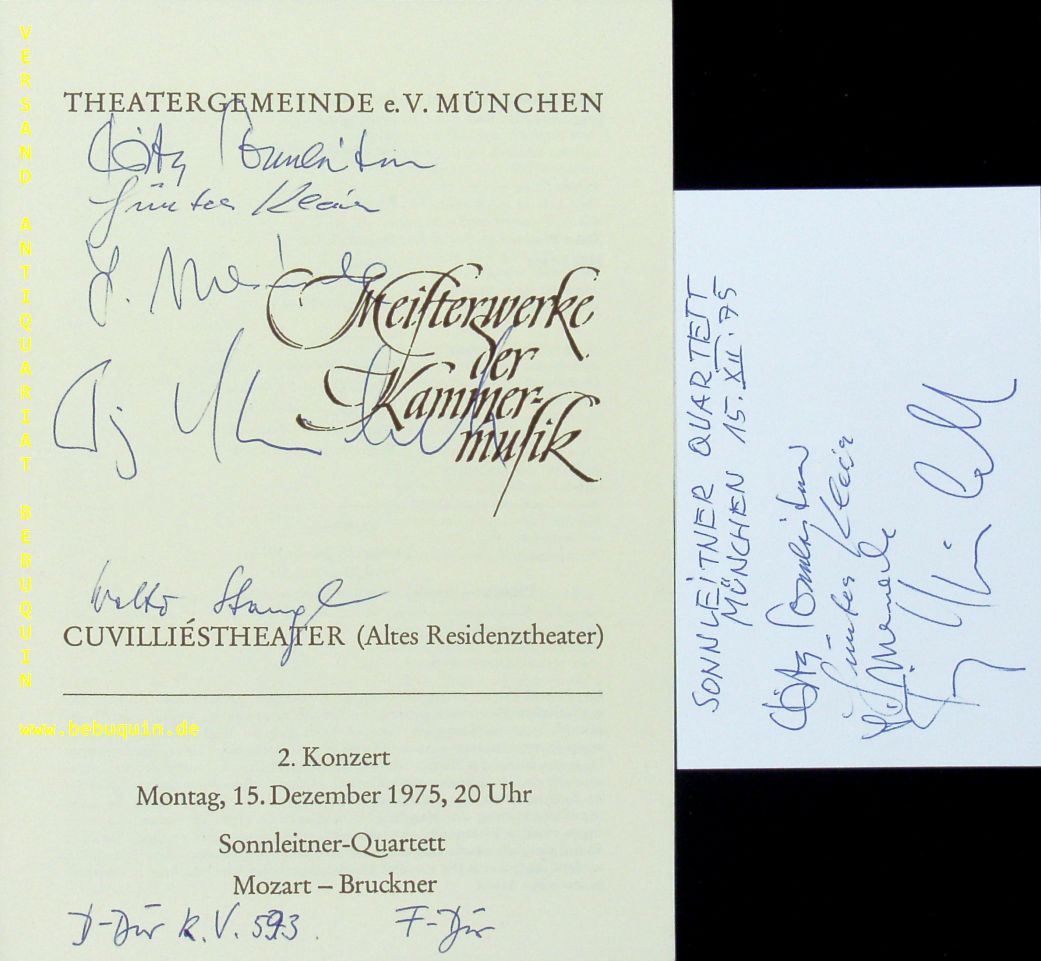 VERSAND ANTIQUARIAT BEBUQUIN
www.bebuquin.de
THEATERGEMEINDE e.V. MÜNCHEN
Götz Sonnleitner
Günter Klein
Meisterwerke
der
Kammer-
musik
Walter Stangl
CUVILLIÉSTHEATER (Altes Residenztheater)
2. Konzert
Montag, 15. Dezember 1975, 20 Uhr
Sonnleitner-Quartett
Mozart – Bruckner
D-Dur K.V. 593. F-Dur
SONNLEITNER QUARTETT
MÜNCHEN 15.XII.75
Götz Sonnleitner
Günter Klein